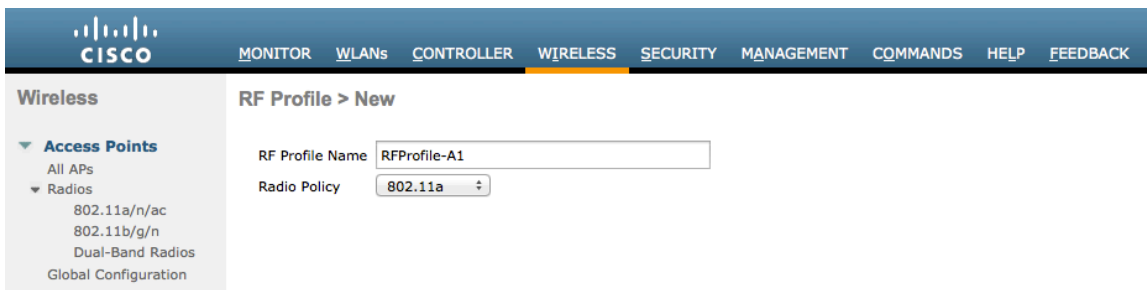 CISCO
MONITOR WLANs CONTROLLER WIRELESS SECURITY MANAGEMENT COMMANDS HELP FEEDBACK
Wireless
Access Points
All APs
Radios
802.11a/n/ac
802.11b/g/n
Dual-Band Radios
Global Configuration
RF Profile > New
RF Profile Name RFProfile-A1
Radio Policy 802.11a